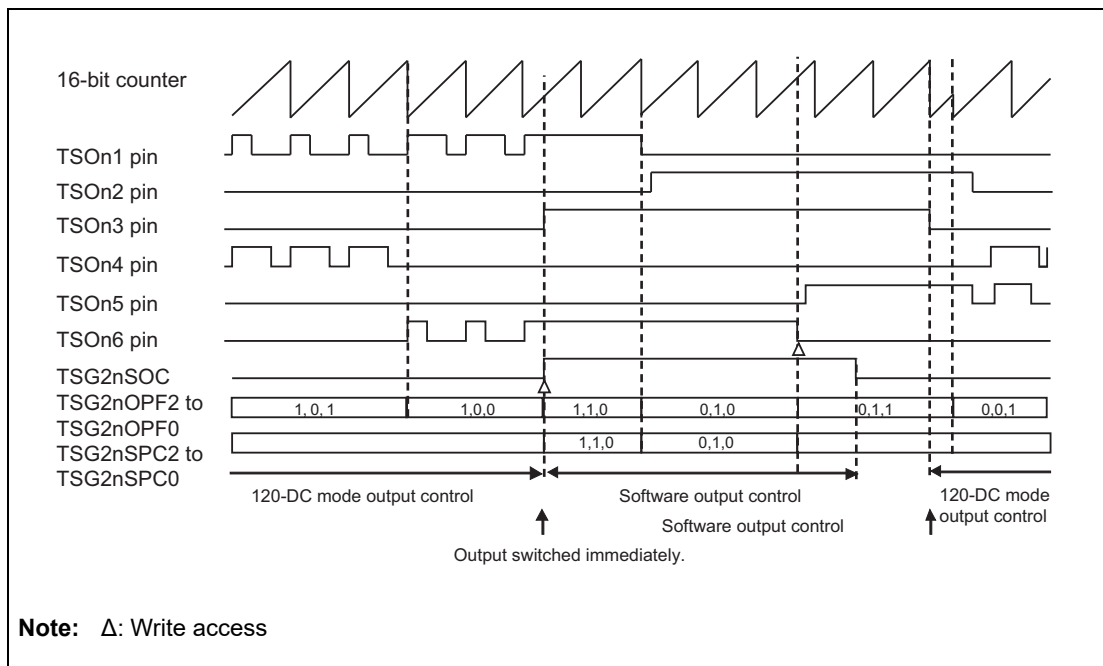 16-bit counter
TSOn1 pin
TSOn2 pin
TSOn3 pin
TSOn4 pin
TSOn5 pin
TSOn6 pin
TSG2nSOC
TSG2nOPF2 to
1, 0, 1 1,0,0 1,1,0 0,1,0 0,1,1 0,0,1
TSG2nOPF0
TSG2nSPC2 to
1,1,0 0,1,0
TSG2nSPC0
120-DC mode output control Software output control 120-DC mode
output control
Software output control
Output switched immediately.
Note: Δ: Write access